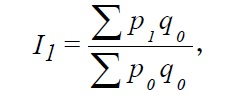 I₁ = ∑ p₁q₀ / ∑ p₀q₀ ,